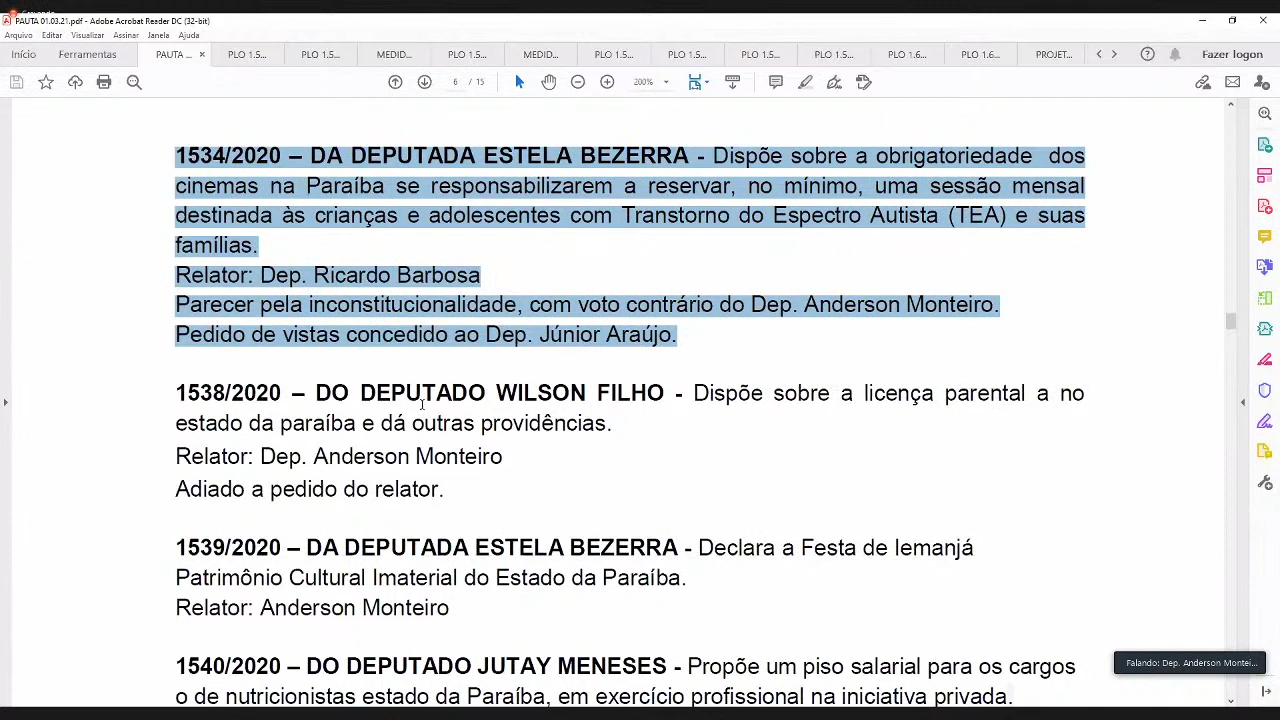 PAUTA 01.03.21.pdf - Adobe Acrobat Reader DC (32-bit)
Arquivo Editar Visualizar Assinar Janela Ajuda
Início Ferramentas PAUTA ... × PLO 1.5... PLO 1.5... MEDID... PLO 1.5... MEDID... PLO 1.5... PLO 1.5... PLO 1.5... PLO 1.5... PLO 1.6... PLO 1.6... PROJET... Fazer logon
6 / 15 200%
1534/2020 – DA DEPUTADA ESTELA BEZERRA - Dispõe sobre a obrigatoriedade dos
cinemas na Paraíba se responsabilizarem a reservar, no mínimo, uma sessão mensal
destinada às crianças e adolescentes com Transtorno do Espectro Autista (TEA) e suas
famílias.
Relator: Dep. Ricardo Barbosa
Parecer pela inconstitucionalidade, com voto contrário do Dep. Anderson Monteiro.
Pedido de vistas concedido ao Dep. Júnior Araújo.
1538/2020 – DO DEPUTADO WILSON FILHO - Dispõe sobre a licença parental a no
estado da paraíba e dá outras providências.
Relator: Dep. Anderson Monteiro
Adiado a pedido do relator.
1539/2020 – DA DEPUTADA ESTELA BEZERRA - Declara a Festa de Iemanjá
Patrimônio Cultural Imaterial do Estado da Paraíba.
Relator: Anderson Monteiro
Falando: Dep. Anderson Montei...
1540/2020 – DO DEPUTADO JUTAY MENESES - Propõe um piso salarial para os cargos
o de nutricionistas estado da Paraíba, em exercício profissional na iniciativa privada.